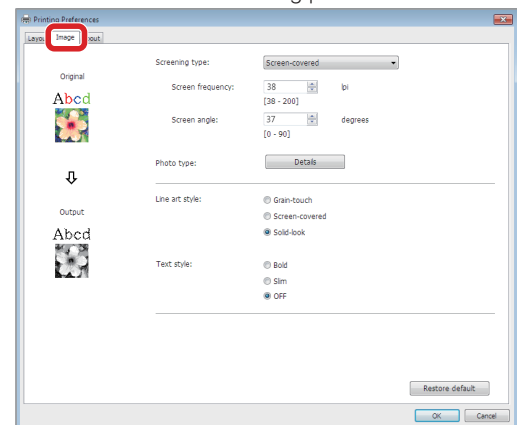 Printing Preferences
Image
Screening type: Screen-covered
Original
Screen frequency: 38 lpi
[38 - 200]
Abcd
Screen angle: 37 degrees
[0 - 90]
Photo type: Details
Line art style: Grain-touch
Output
Screen-covered
Abcd
Solid-look
Text style: Bold
Slim
OFF
Restore default
OK Cancel